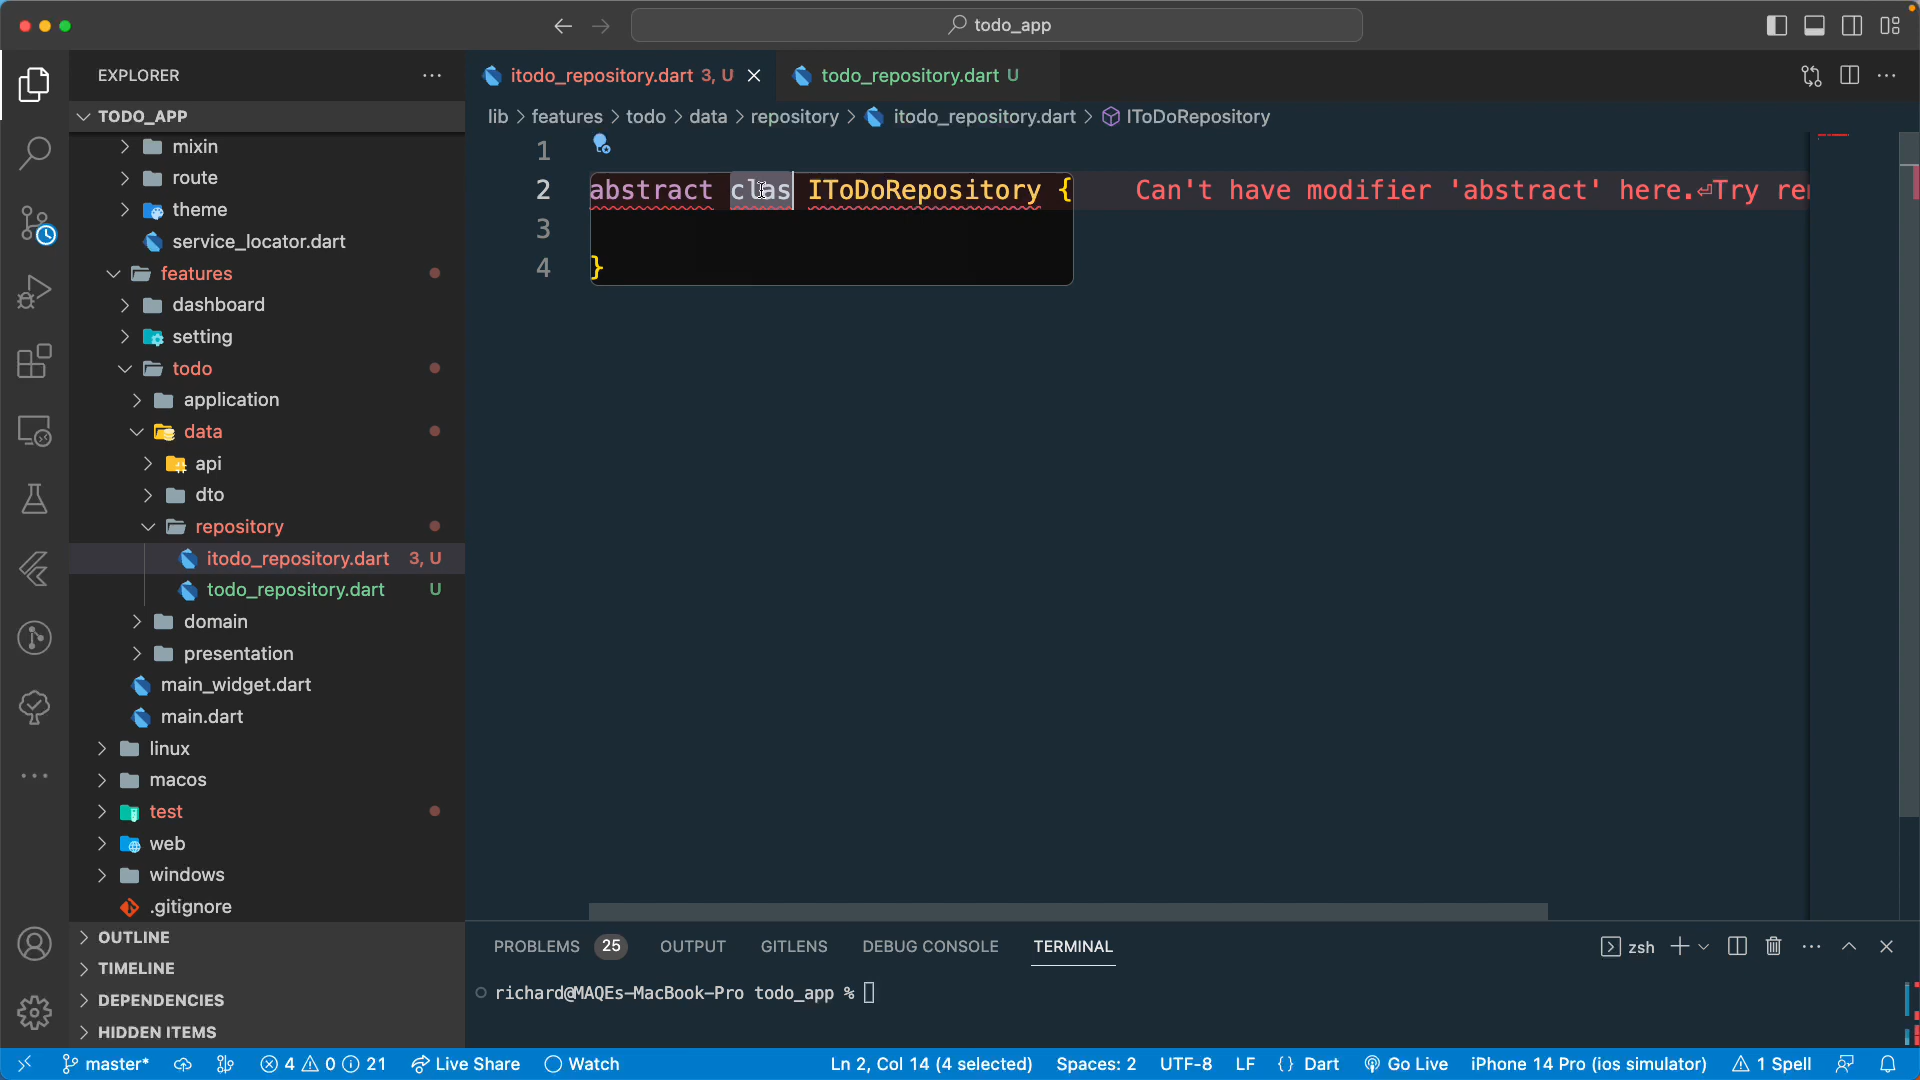 todo_app
EXPLORER
TODO_APP
mixin
route
theme
service_locator.dart
features
dashboard
setting
todo
application
data
api
dto
repository
itodo_repository.dart 3, U
todo_repository.dart U
domain
presentation
main_widget.dart
main.dart
linux
macos
test
web
windows
.gitignore
OUTLINE
TIMELINE
DEPENDENCIES
HIDDEN ITEMS
itodo_repository.dart 3, U
todo_repository.dart U
lib > features > todo > data > repository > itodo_repository.dart > IToDoRepository
1
2 abstract clas IToDoRepository { Can't have modifier 'abstract' here.⏎Try rem
3
4 }
PROBLEMS 25 OUTPUT GITLENS DEBUG CONSOLE TERMINAL
zsh
richard@MAQEs-MacBook-Pro todo_app %
master* 4 0 21 Live Share Watch
Ln 2, Col 14 (4 selected) Spaces: 2 UTF-8 LF {} Dart Go Live iPhone 14 Pro (ios simulator) 1 Spell